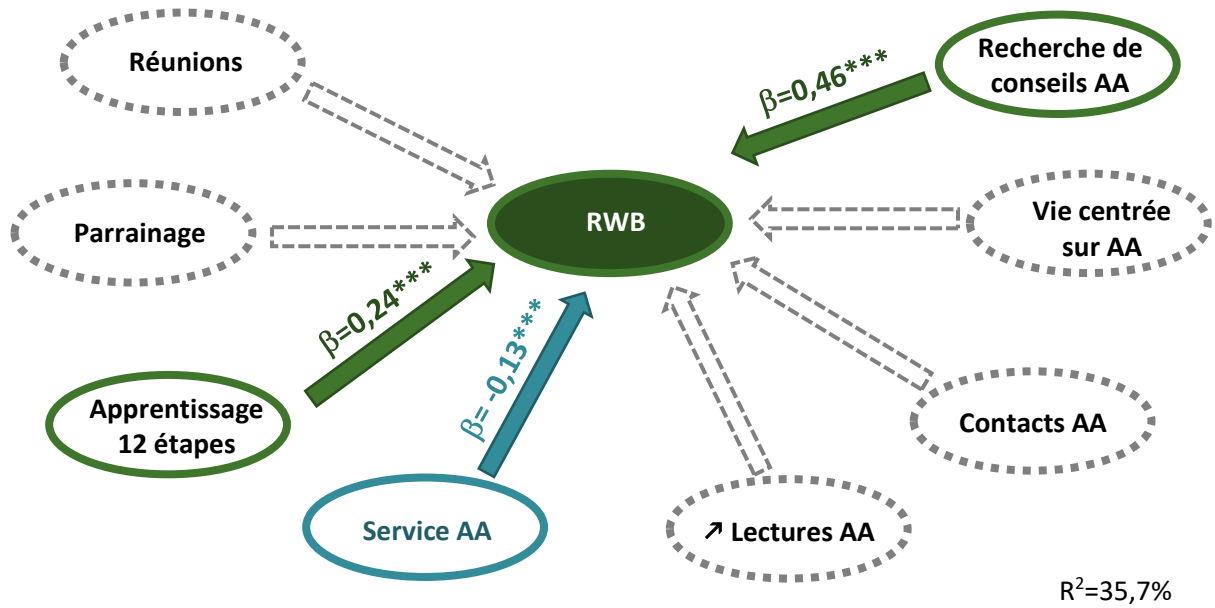 Réunions
Recherche de
conseils AA
β=0,46***
Parrainage
RWB
Vie centrée
sur AA
β=0,24***
β= -0,13***
Apprentissage
12 étapes
Contacts AA
Service AA
↗ Lectures AA
R²=35,7%